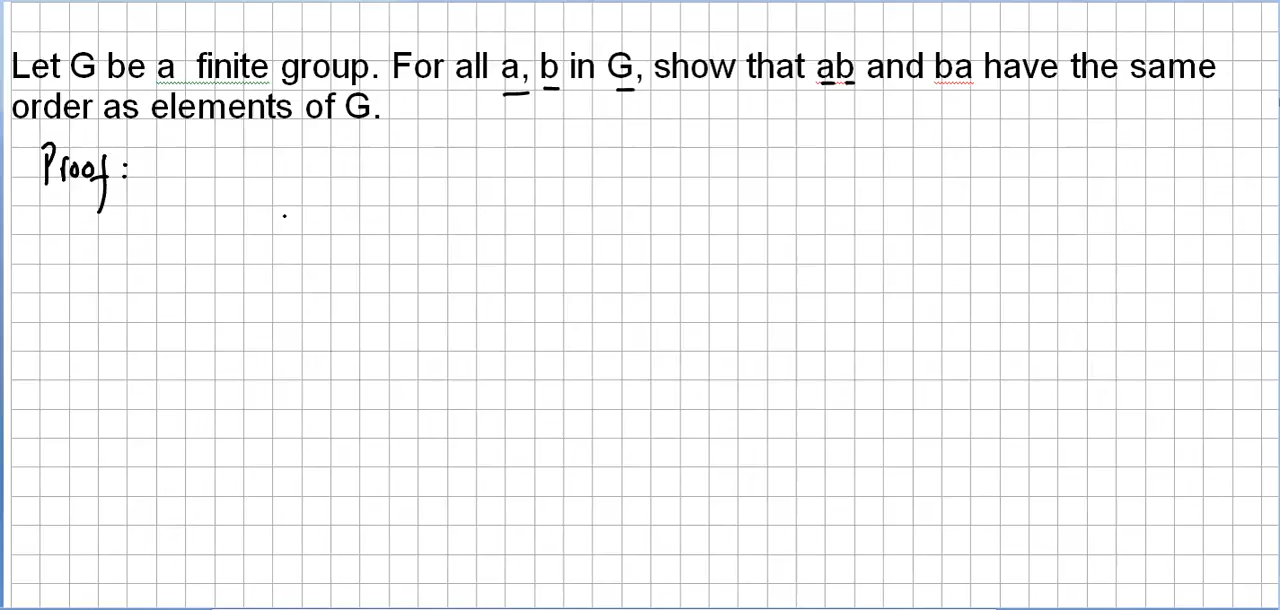 Let G be a finite group. For all a, b in G, show that ab and ba have the same
order as elements of G.
Proof: